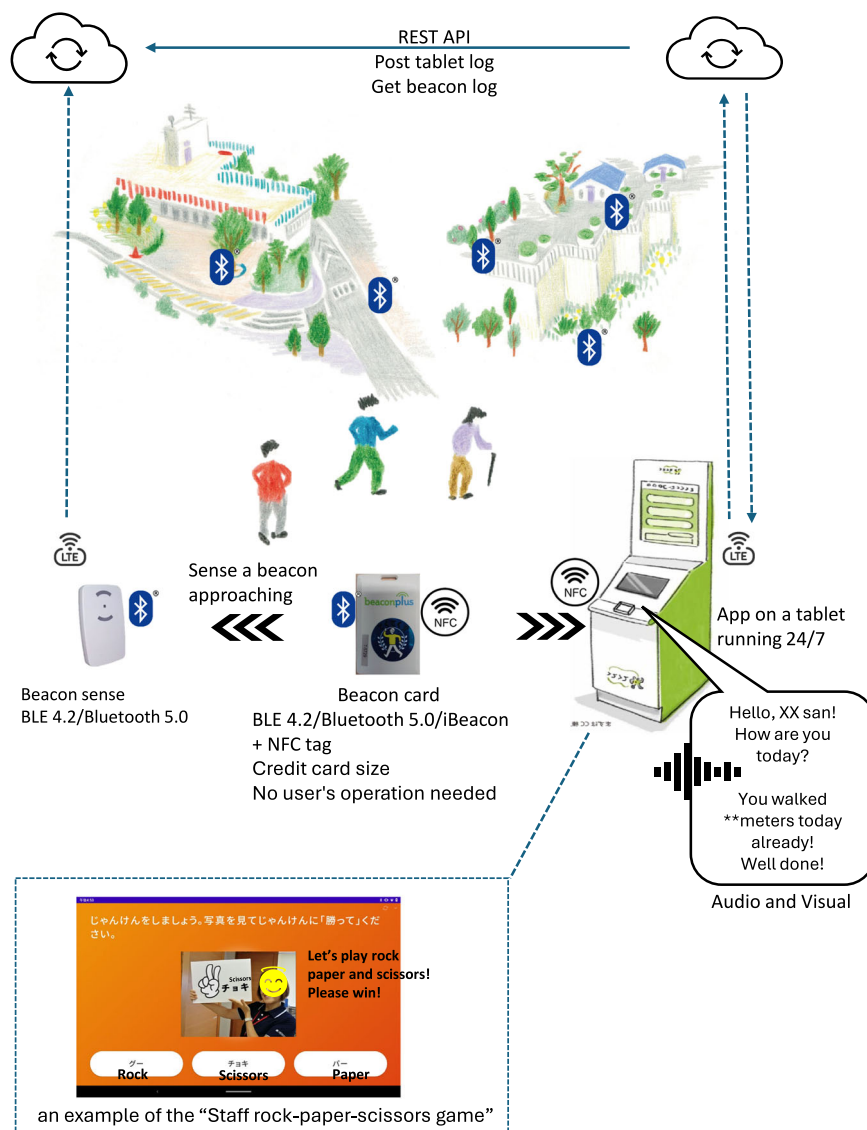 REST API
Post tablet log
Get beacon log
LTE
Sense a beacon
approaching
beaconplus
NFC
NFC
LTE
App on a tablet
running 24/7
Beacon sense
BLE 4.2/Bluetooth 5.0
Beacon card
BLE 4.2/Bluetooth 5.0/iBeacon
+ NFC tag
Credit card size
No user's operation needed
Hello, XX san!
How are you
today?
You walked
**meters today
already!
Well done!
Audio and Visual
じゃんけんをしましょう。写真を見てじゃんけんに「勝って」くだ
さい。
Let's play rock
paper and scissors!
Please win!
Scissors
チョキ
グー
Rock
チョキ
Scissors
パー
Paper
an example of the “Staff rock-paper-scissors game”